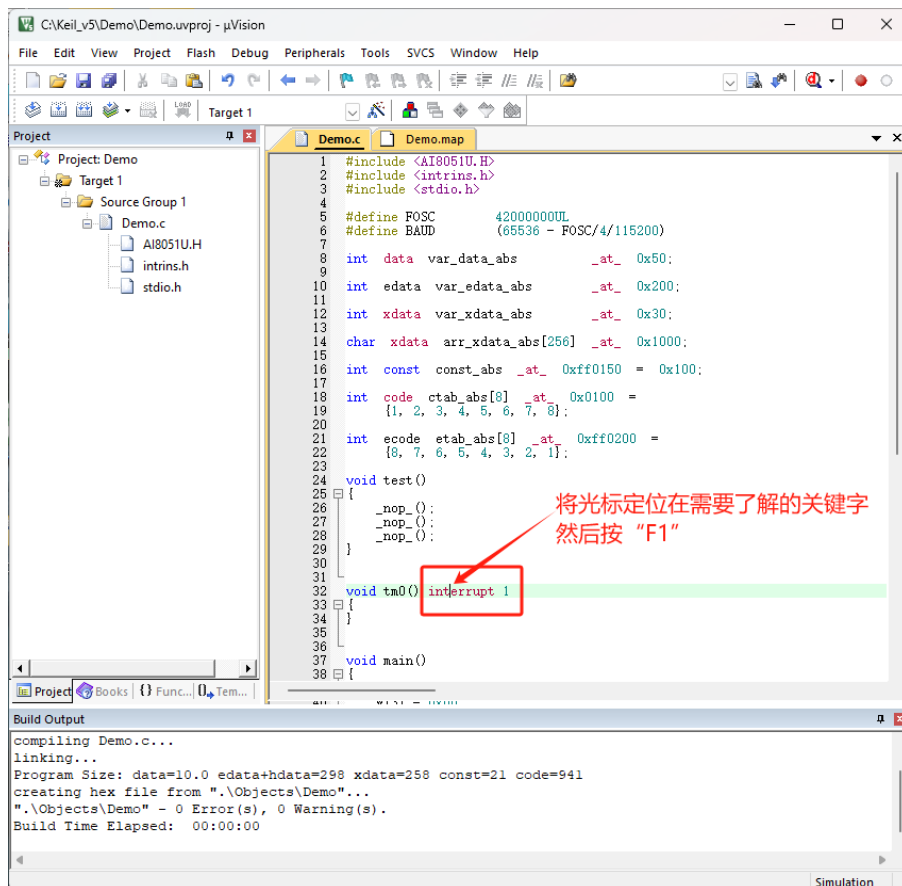 C:\Keil_v5\Demo\Demo.uvproj - µVision
File Edit View Project Flash Debug Peripherals Tools SVCS Window Help
LOAD
Target 1
Project
Project: Demo
Target 1
Source Group 1
Demo.c
AI8051U.H
intrins.h
stdio.h
Project Books {} Func... Tem...
Demo.c Demo.map
1 #include <AI8051U.H>
2 #include <intrins.h>
3 #include <stdio.h>
4
5 #define FOSC 42000000UL
6 #define BAUD (65536 - FOSC/4/115200)
7
8 int data var_data_abs _at_ 0x50;
9
10 int edata var_edata_abs _at_ 0x200;
11
12 int xdata var_xdata_abs _at_ 0x30;
13
14 char xdata arr_xdata_abs[256] _at_ 0x1000;
15
16 int const const_abs _at_ 0xff0150 = 0x100;
17
18 int code ctab_abs[8] _at_ 0x0100 =
19 {1, 2, 3, 4, 5, 6, 7, 8};
20
21 int ecode etab_abs[8] _at_ 0xff0200 =
22 {8, 7, 6, 5, 4, 3, 2, 1};
23
24 void test()
25 {
26 _nop_();
27 _nop_();
28 _nop_();
29 }
30
31
32 void tm0() interrupt 1
33 {
34 }
35
36
37 void main()
38 {
将光标定位在需要了解的关键字
然后按“F1”
Build Output
compiling Demo.c...
linking...
Program Size: data=10.0 edata+hdata=298 xdata=258 const=21 code=941
creating hex file from ".\Objects\Demo"...
".\Objects\Demo" - 0 Error(s), 0 Warning(s).
Build Time Elapsed: 00:00:00
Simulation